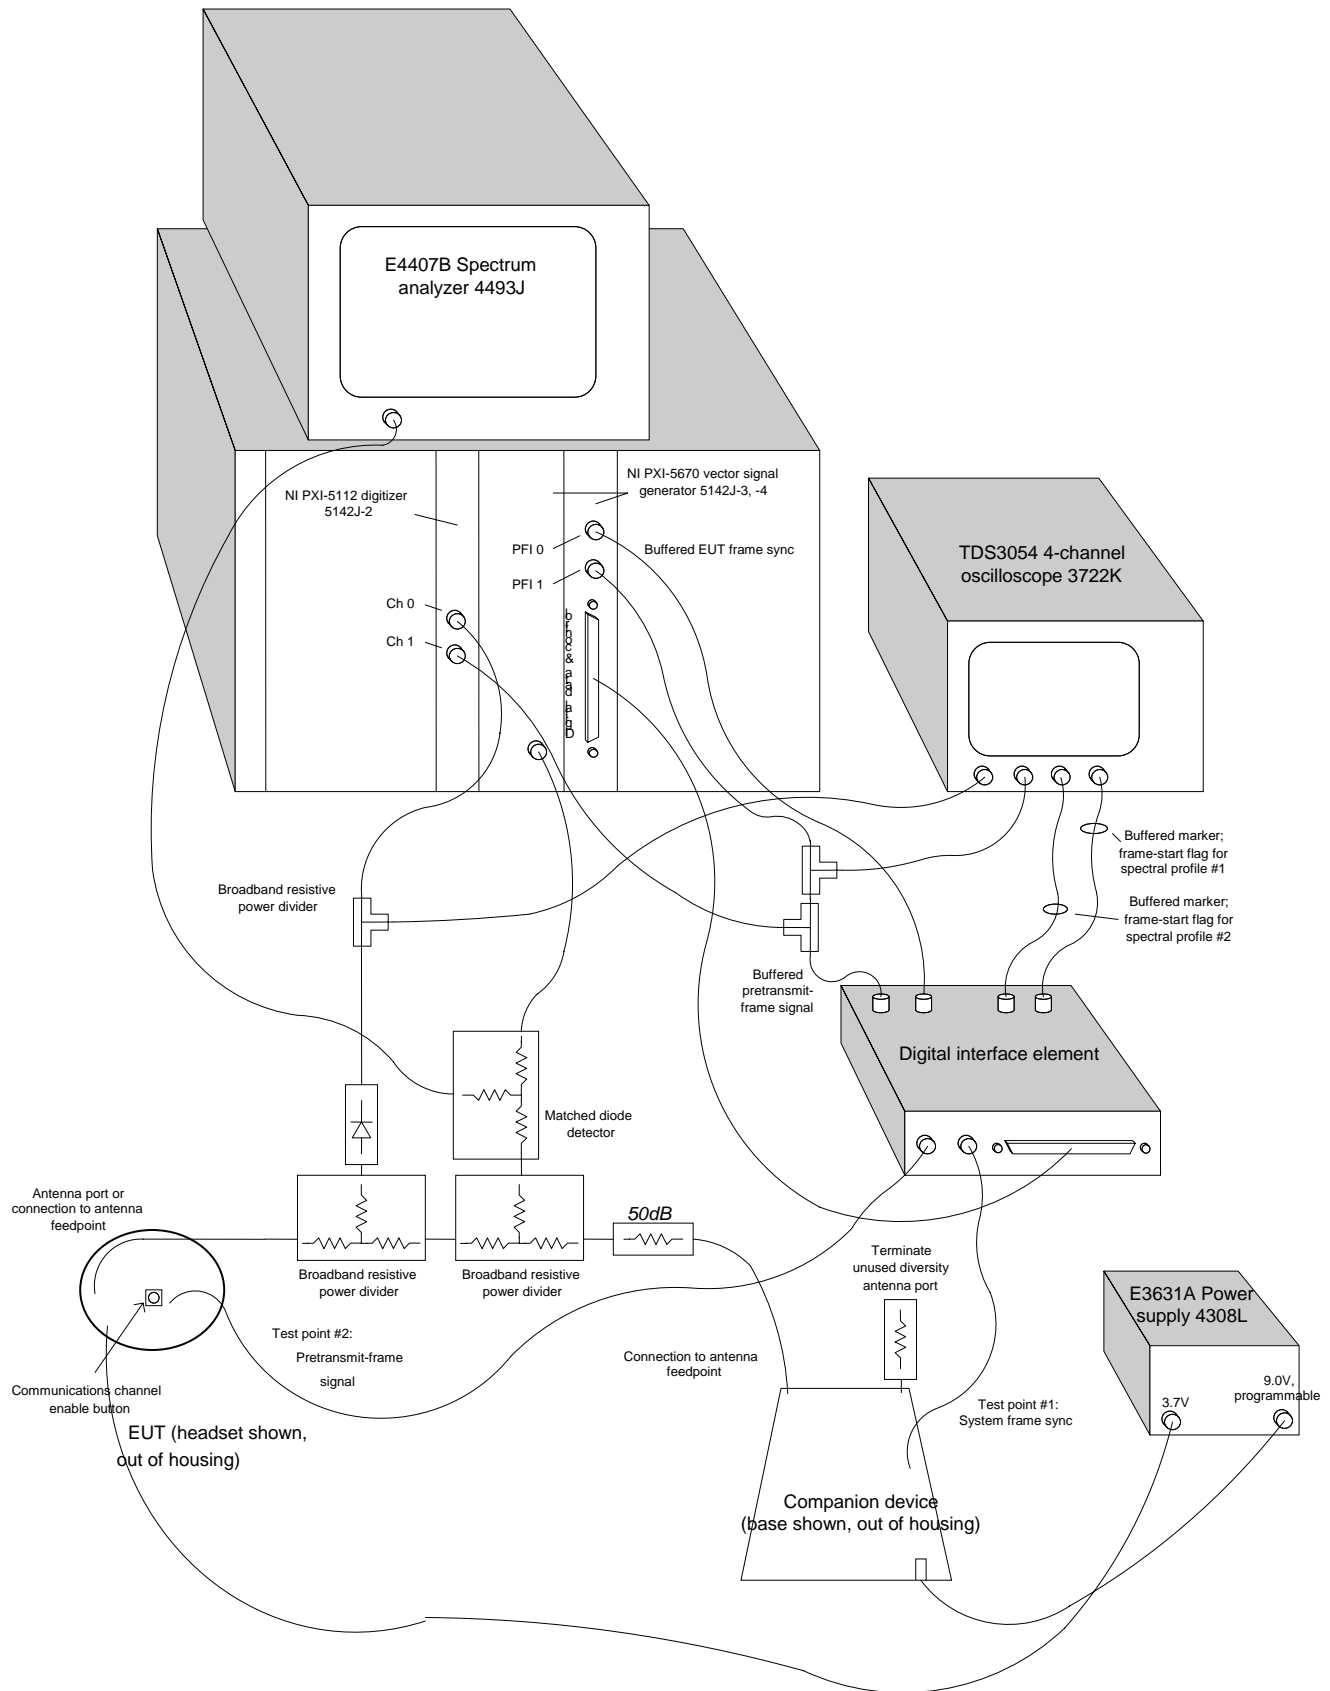 E4407B Spectrum
analyzer 4493J
NI PXI-5112 digitizer
5142J-2
NI PXI-5670 vector signal
generator 5142J-3, -4
PFI 0
PFI 1
Buffered EUT frame sync
Ch 0
Ch 1
Dgtal data & control
TDS3054 4-channel
oscilloscope 3722K
Buffered marker;
frame-start flag for
spectral profile #1
Buffered marker;
frame-start flag for
spectral profile #2
Broadband resistive
power divider
Buffered
pretransmit-
frame signal
Digital interface element
Matched diode
detector
Antenna port or
connection to antenna
feedpoint
50dB
Broadband resistive
power divider
Broadband resistive
power divider
Terminate
unused diversity
antenna port
E3631A Power
supply 4308L
3.7V
9.0V,
programmable
Test point #2:
Pretransmit-frame
signal
Connection to antenna
feedpoint
Test point #1:
System frame sync
Communications channel
enable button
EUT (headset shown,
out of housing)
Companion device
(base shown, out of housing)